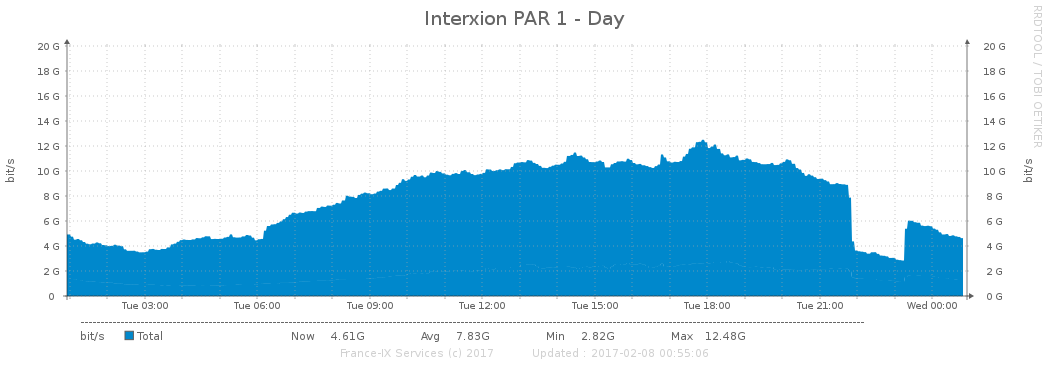 Interxion PAR 1 - Day
RRDTOOL / TOBI OETIKER
20 G 20 G
18 G 18 G
16 G 16 G
14 G 14 G
12 G 12 G
10 G 10 G
8 G 8 G
6 G 6 G
4 G 4 G
2 G 2 G
0 0 G
bit/s
bit/s
Tue 03:00 Tue 06:00 Tue 09:00 Tue 12:00 Tue 15:00 Tue 18:00 Tue 21:00 Wed 00:00
bit/s Total Now 4.61G Avg 7.83G Min 2.82G Max 12.48G
France-IX Services (c) 2017 Updated : 2017-02-08 00:55:06